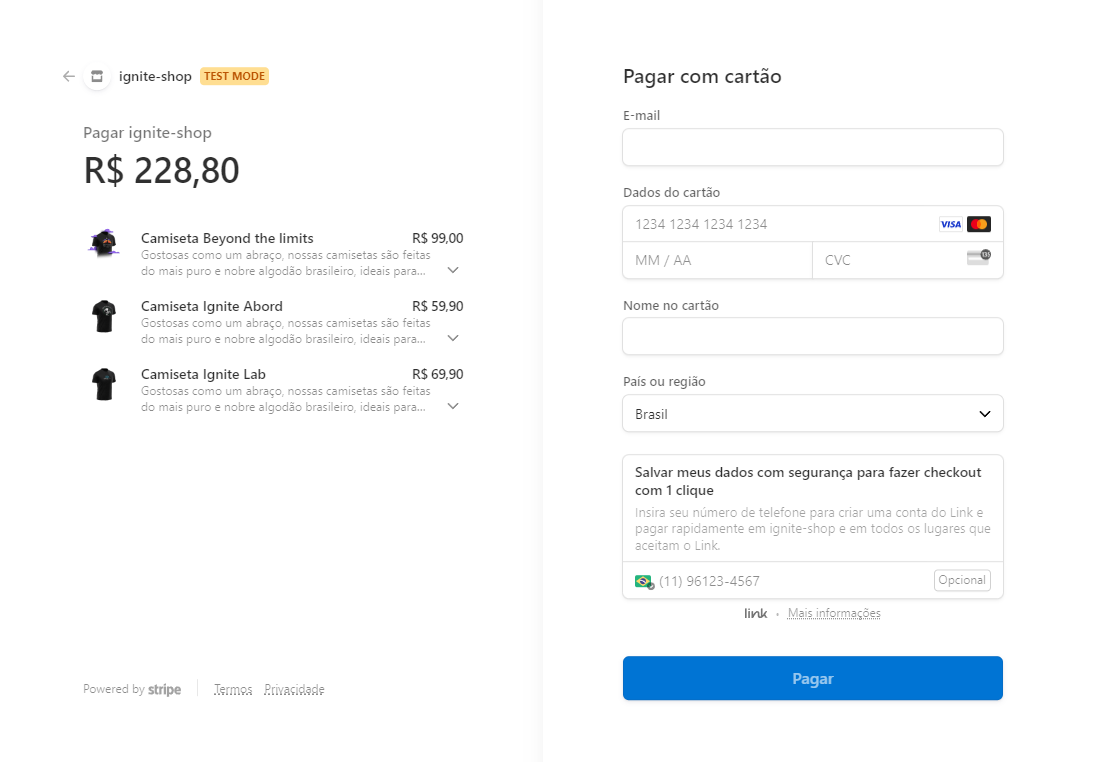 ignite-shop TEST MODE
Pagar ignite-shop
R$ 228,80
Camiseta Beyond the limits R$ 99,00
Gostosas como um abraço, nossas camisetas são feitas
do mais puro e nobre algodão brasileiro, ideais para...
Camiseta Ignite Abord R$ 59,90
Gostosas como um abraço, nossas camisetas são feitas
do mais puro e nobre algodão brasileiro, ideais para...
Camiseta Ignite Lab R$ 69,90
Gostosas como um abraço, nossas camisetas são feitas
do mais puro e nobre algodão brasileiro, ideais para...
Powered by stripe Termos Privacidade
Pagar com cartão
E-mail
Dados do cartão
1234 1234 1234 1234 VISA
MM / AA CVC 135
Nome no cartão
País ou região
Brasil
Salvar meus dados com segurança para fazer checkout
com 1 clique
Insira seu número de telefone para criar uma conta do Link e
pagar rapidamente em ignite-shop e em todos os lugares que
aceitam o Link.
(11) 96123-4567 Opcional
link · Mais informações
Pagar